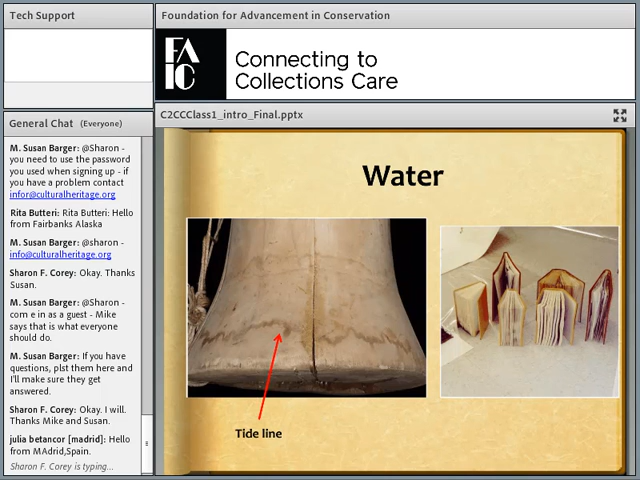 Tech Support
Foundation for Advancement in Conservation
FA
IC
Connecting to
Collections Care
General Chat (Everyone)
M. Susan Barger: @Sharon -
you need to use the password
you used when signing up - if
you have a problem contact
infor@culturalheritage.org
Rita Butteri: Rita Butteri: Hello
from Fairbanks Alaska
M. Susan Barger: @sharon -
info@culturalheritage.org
Sharon F. Corey: Okay. Thanks
Susan.
M. Susan Barger: @Sharon -
com e in as a guest - Mike
says that is what everyone
should do.
M. Susan Barger: If you have
questions, plst them here and
I'll make sure they get
answered.
Sharon F. Corey: Okay. I will.
Thanks Mike and Susan.
julia betancor [madrid]: Hello
from MAdrid,Spain.
Sharon F. Corey is typing...
C2CCClass1_intro_Final.pptx
Water
Tide line